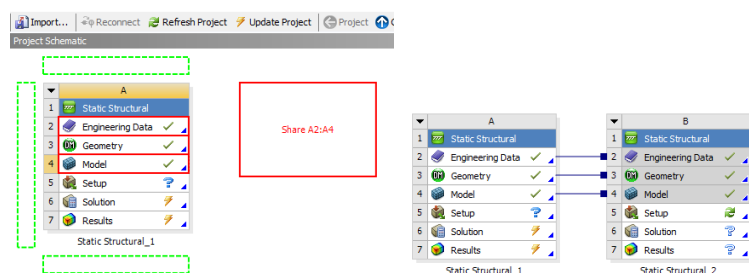 Import... Reconnect Refresh Project Update Project Project
Project Schematic
A
1 Static Structural
2 Engineering Data
3 Geometry
4 Model
5 Setup
6 Solution
7 Results
Static Structural_1
Share A2:A4
A
1 Static Structural
2 Engineering Data
3 Geometry
4 Model
5 Setup
6 Solution
7 Results
Static Structural_1
B
1 Static Structural
2 Engineering Data
3 Geometry
4 Model
5 Setup
6 Solution
7 Results
Static Structural_2